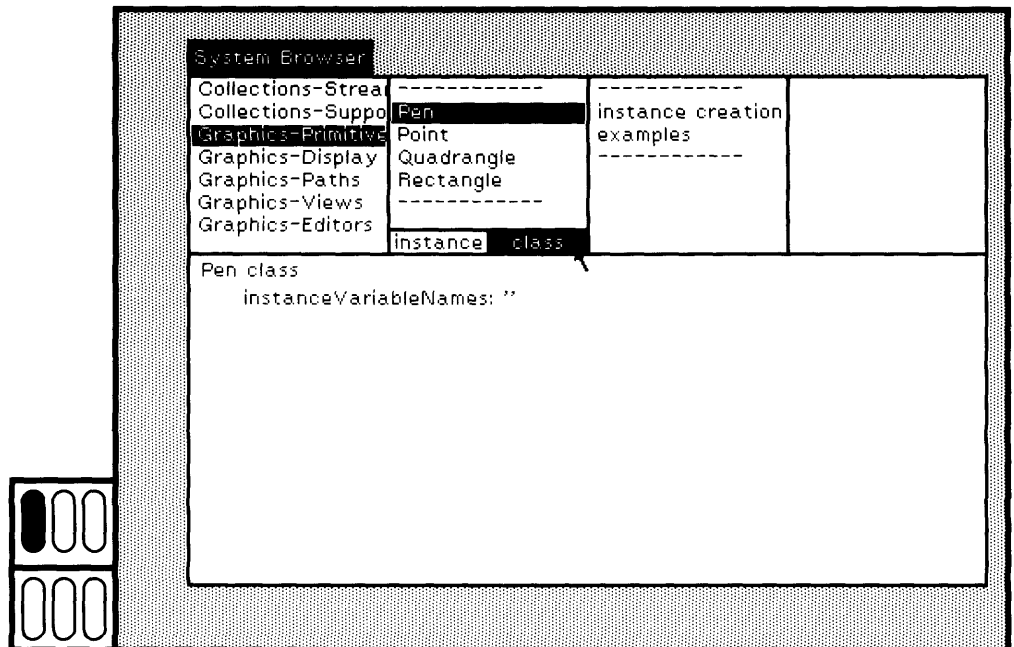 System Browser
Collections-Strea
Collections-Suppo
Graphics-Primitive
Graphics-Display
Graphics-Paths
Graphics-Views
Graphics-Editors
------------
Pen
Point
Quadrangle
Rectangle
------------
instance class
------------
instance creation
examples
------------
Pen class
instanceVariableNames: ''